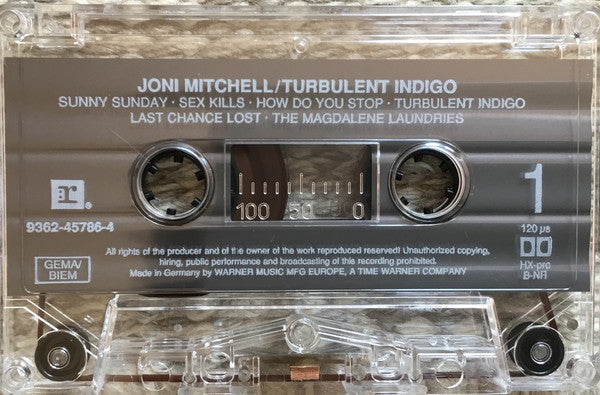 JONI MITCHELL/TURBULENT INDIGO
SUNNY SUNDAY · SEX KILLS · HOW DO YOU STOP · TURBULENT INDIGO
LAST CHANCE LOST · THE MAGDALENE LAUNDRIES
r
9362-45786-4
GEMA/
BIEM
100 50 0
1
120 µs
HX-pro
B-NR
All rights of the producer and of the owner of the work reproduced reserved! Unauthorized copying,
hiring, public performance and broadcasting of this recording prohibited.
Made in Germany by WARNER MUSIC MFG EUROPE, A TIME WARNER COMPANY